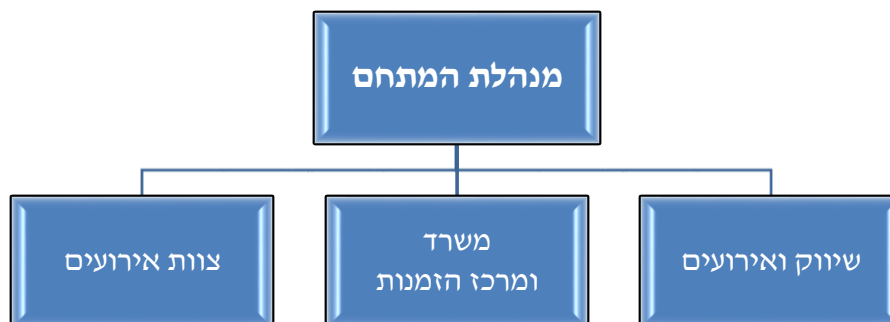 מנהלת המתחם
שיווק ואירועים
משרד
ומרכז הזמנות
צוות אירועים